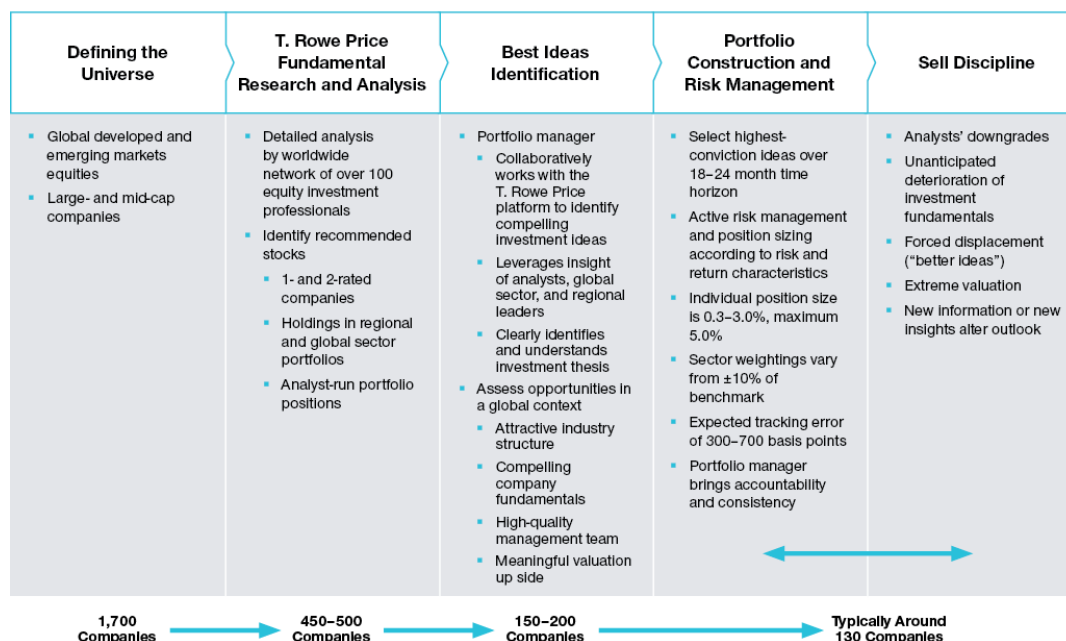 Defining the
Universe
T. Rowe Price
Fundamental
Research and Analysis
Best Ideas
Identification
Portfolio
Construction and
Risk Management
Sell Discipline
▪ Global developed and
emerging markets
equities
▪ Large- and mid-cap
companies
▪ Detailed analysis
by worldwide
network of over 100
equity investment
professionals
▪ Identify recommended
stocks
▪ 1- and 2-rated
companies
▪ Holdings in regional
and global sector
portfolios
▪ Analyst-run portfolio
positions
▪ Portfolio manager
▪ Collaboratively
works with the
T. Rowe Price
platform to identify
compelling
investment ideas
▪ Leverages insight
of analysts, global
sector, and regional
leaders
▪ Clearly identifies
and understands
investment thesis
▪ Assess opportunities in
a global context
▪ Attractive industry
structure
▪ Compelling
company
fundamentals
▪ High-quality
management team
▪ Meaningful valuation
up side
▪ Select highest-
conviction ideas over
18–24 month time
horizon
▪ Active risk management
and position sizing
according to risk and
return characteristics
▪ Individual position size
is 0.3–3.0%, maximum
5.0%
▪ Sector weightings vary
from ±10% of
benchmark
▪ Expected tracking error
of 300–700 basis points
▪ Portfolio manager
brings accountability
and consistency
▪ Analysts’ downgrades
▪ Unanticipated
deterioration of
investment
fundamentals
▪ Forced displacement
(“better ideas”)
▪ Extreme valuation
▪ New information or new
insights alter outlook
1,700
Companies
450–500
Companies
150–200
Companies
Typically Around
130 Companies